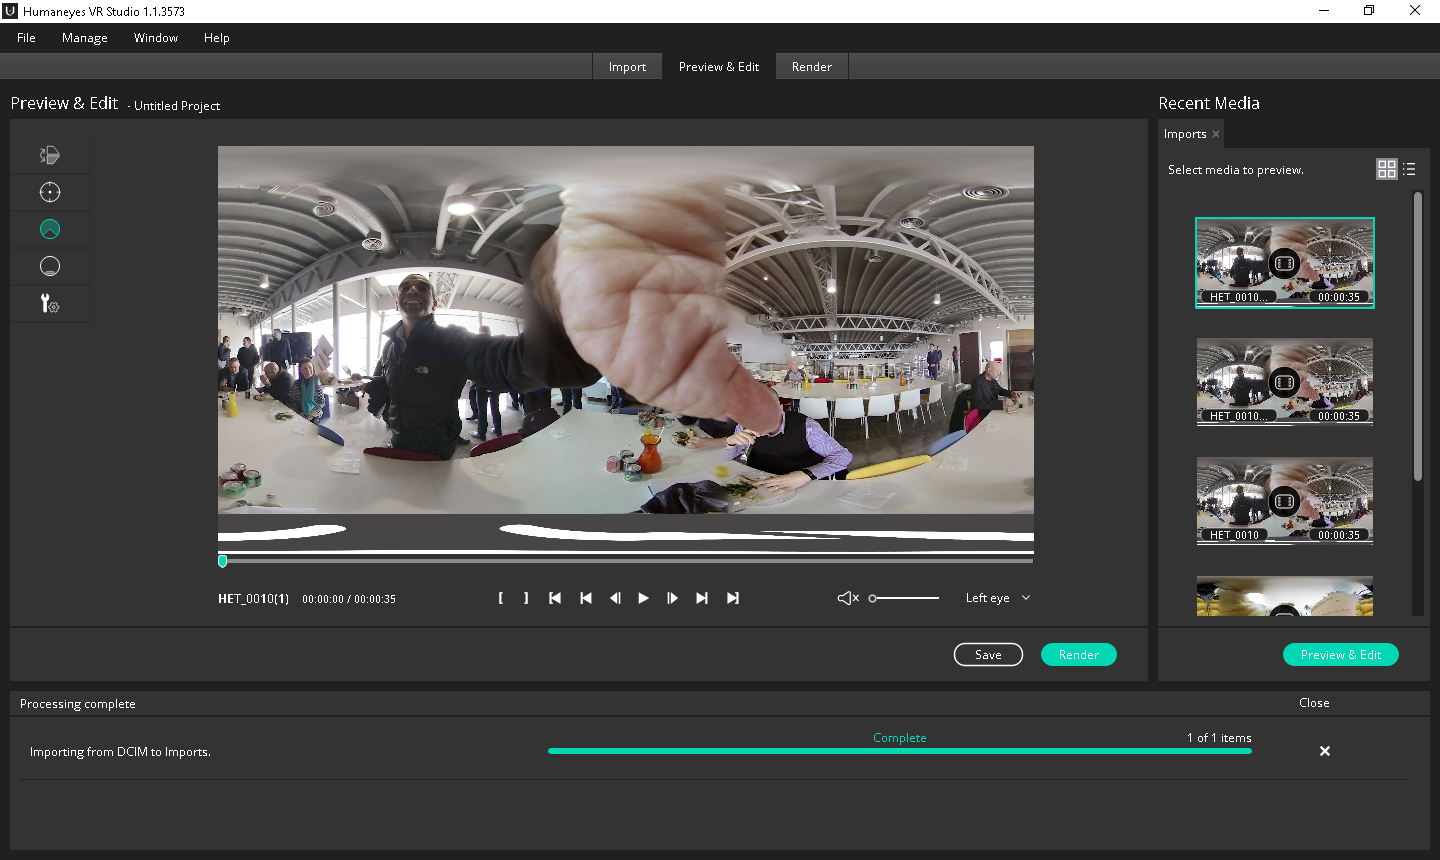 Humaneyes VR Studio 1.1.3573
File Manage Window Help
Import Preview & Edit Render
Preview & Edit - Untitled Project
Recent Media
Imports
Select media to preview.
HET_0010... 00:00:35
HET_0010... 00:00:35
HET_0010 00:00:35
HET_0010(1) 00:00:00 / 00:00:35
Left eye
Save Render
Preview & Edit
Processing complete
Close
Complete
1 of 1 items
Importing from DCIM to Imports.